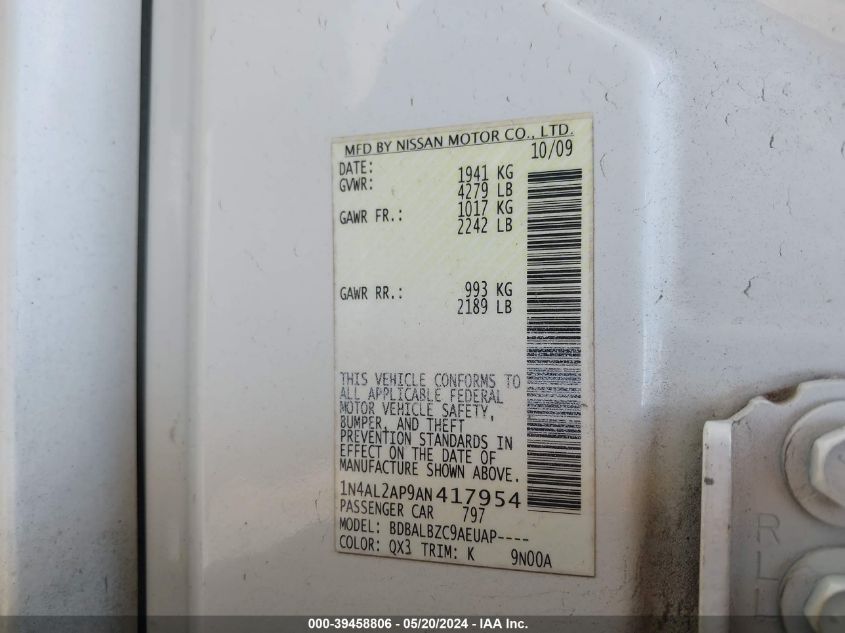 MFD BY NISSAN MOTOR CO., LTD.
DATE: 10/09
GVWR: 1941 KG
4279 LB
GAWR FR.: 1017 KG
2242 LB
GAWR RR.: 993 KG
2189 LB
THIS VEHICLE CONFORMS TO
ALL APPLICABLE FEDERAL
MOTOR VEHICLE SAFETY,
BUMPER, AND THEFT
PREVENTION STANDARDS IN
EFFECT ON THE DATE OF
MANUFACTURE SHOWN ABOVE.
1N4AL2AP9AN417954
PASSENGER CAR 797
MODEL: BDBALBZC9AEUAP----
COLOR: QX3 TRIM: K 9N00A
R
L
000-39458806 - 05/20/2024 - IAA Inc.